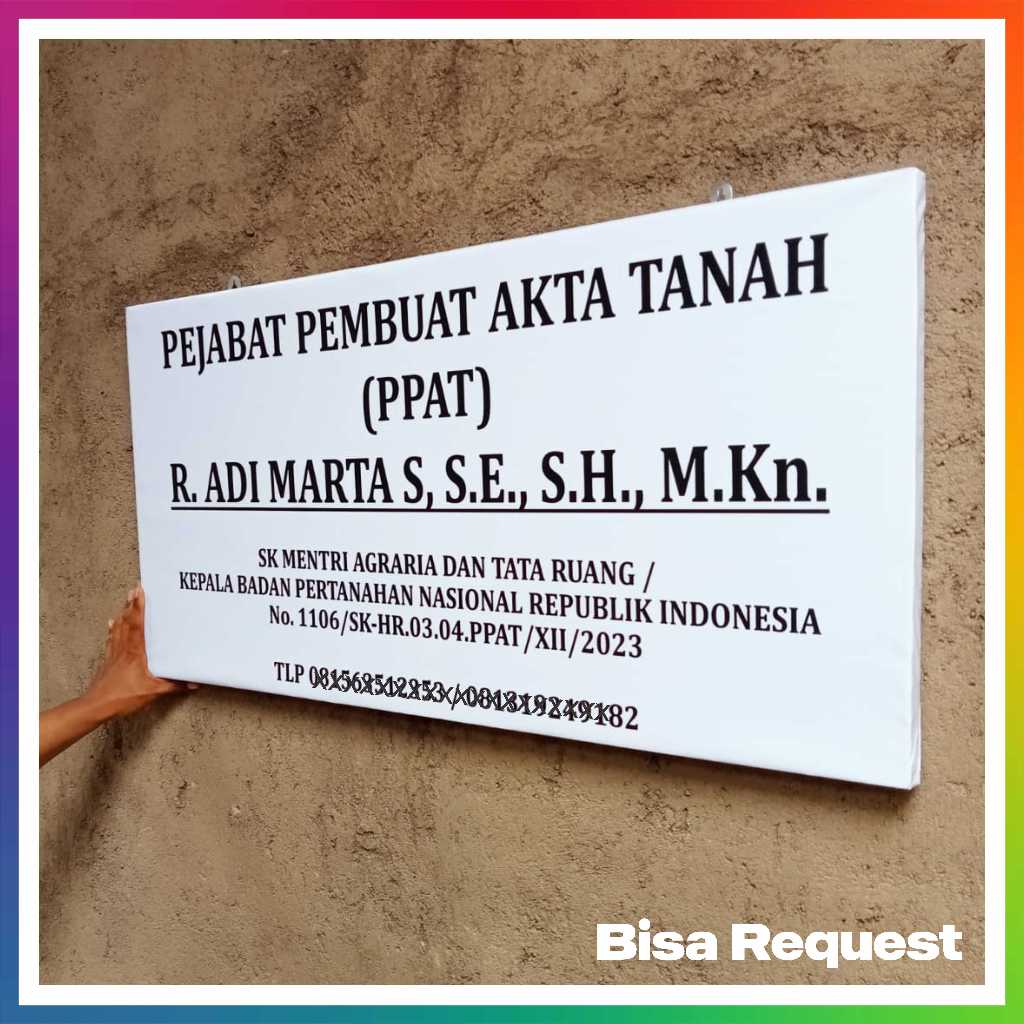 PEJABAT PEMBUAT AKTA TANAH
(PPAT)
R. ADI MARTA S, S.E., S.H., M.Kn.
SK MENTRI AGRARIA DAN TATA RUANG /
KEPALA BADAN PERTANAHAN NASIONAL REPUBLIK INDONESIA
No. 1106/SK-HR.03.04.PPAT/XII/2023
TLP
Bisa Request